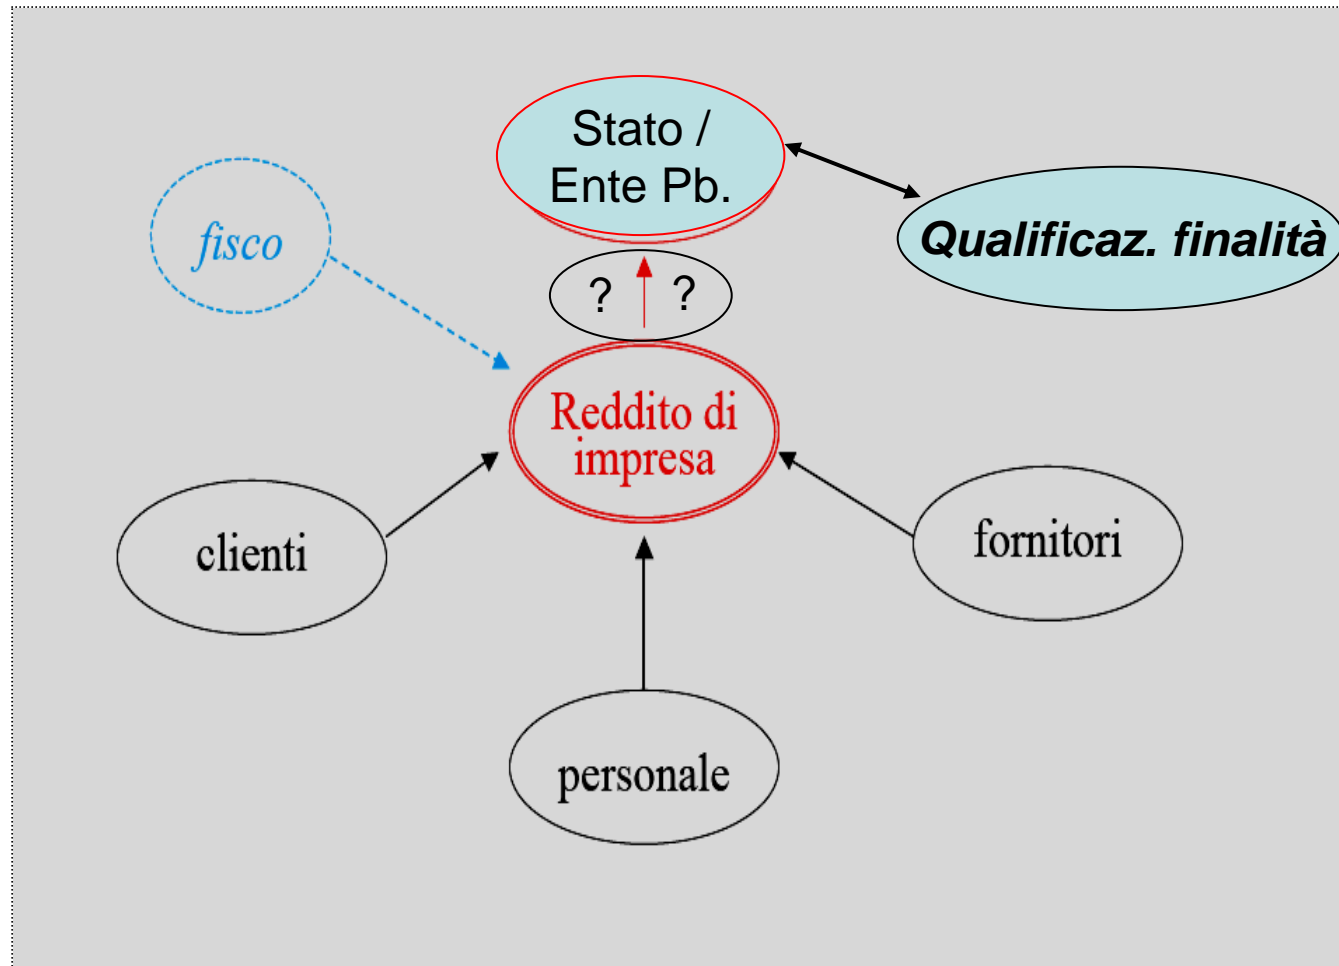 Stato /
Ente Pb.
fisco
Qualificaz. finalità
? ?
Reddito di
impresa
clienti
fornitori
personale